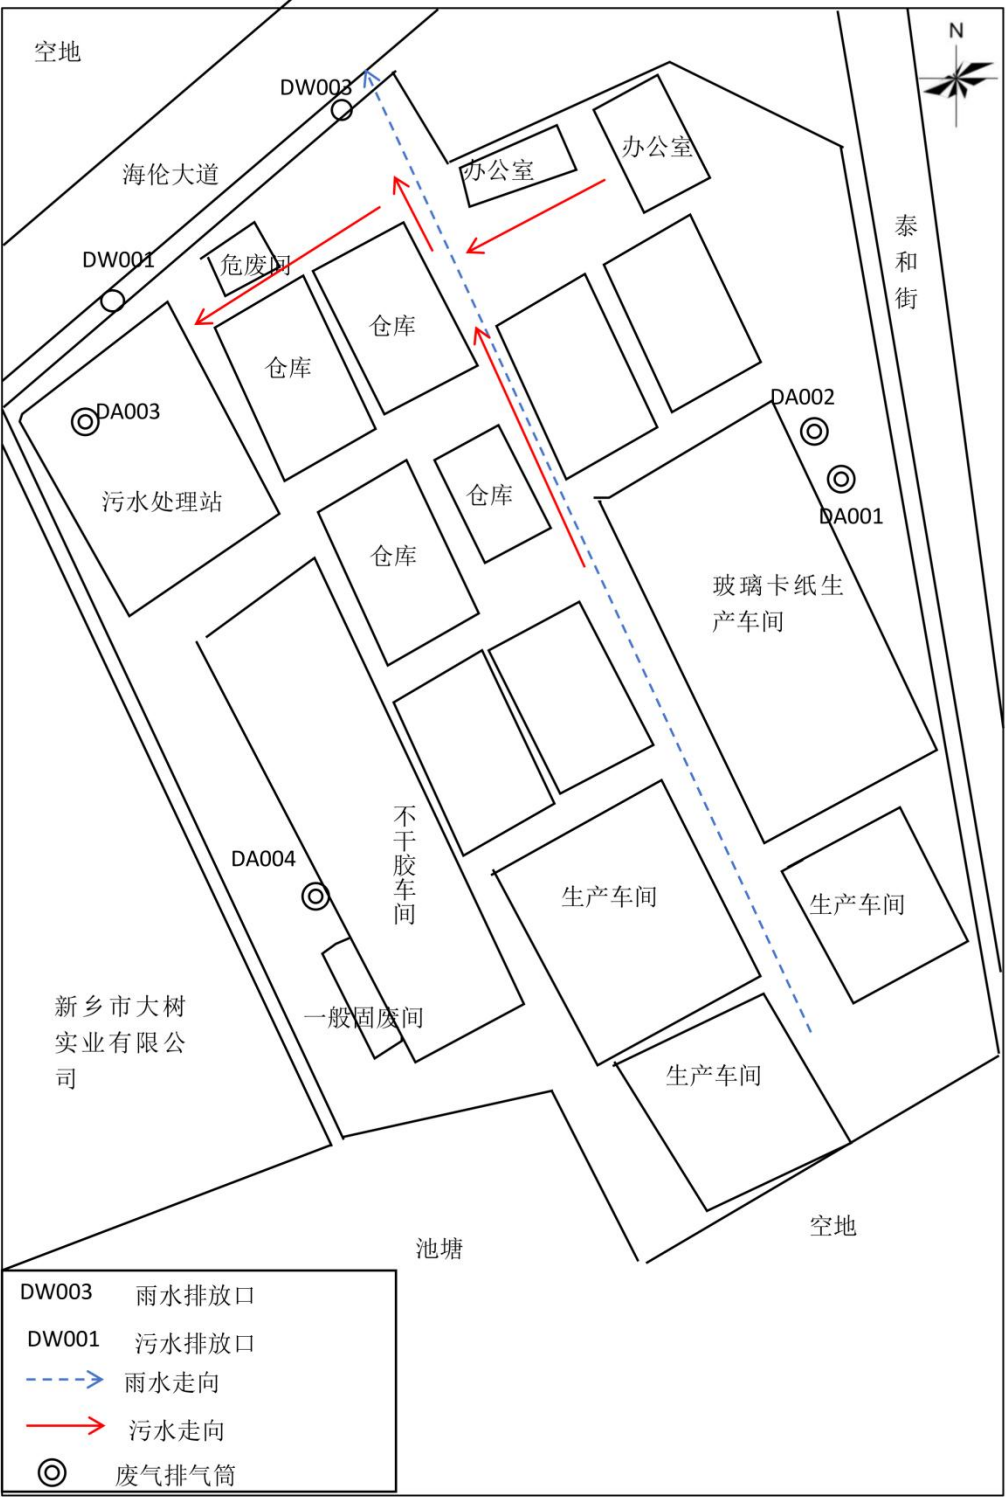 N
空地
DW003
办公室
办公室
海伦大道
泰和街
DW001
危废间
仓库
仓库
DA003
DA002
污水处理站
仓库
DA001
仓库
玻璃卡纸生
产车间
不干胶车间
DA004
生产车间
生产车间
新乡市大树
实业有限公
司
一般固废间
生产车间
空地
池塘
DW003 雨水排放口
DW001 污水排放口
雨水走向
污水走向
废气排气筒